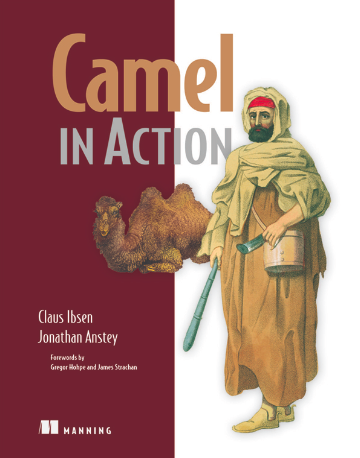 Camel
IN ACTION
Claus Ibsen
Jonathan Anstey
Forewords by
Gregor Hohpe and James Strachan
MANNING